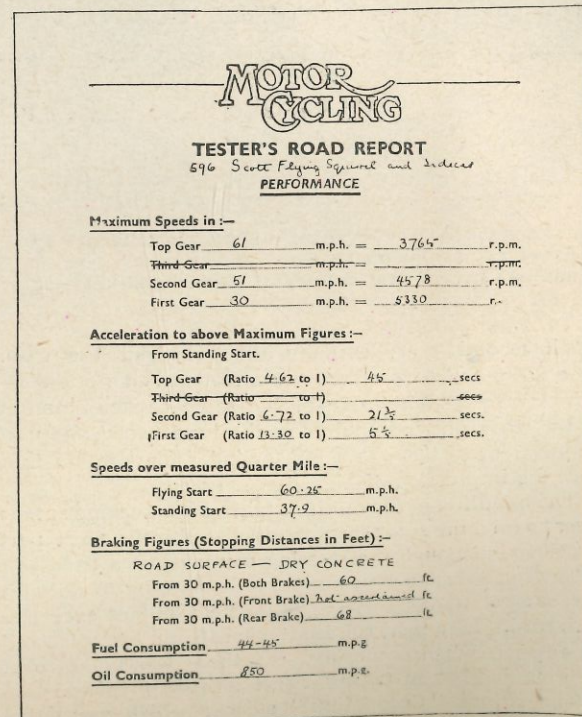 MOTOR
CYCLING
TESTER'S ROAD REPORT
596 Scott Flying Squirrel and Sidecar
PERFORMANCE
Maximum Speeds in :—
Top Gear 61 m.p.h. = 3765 r.p.m.
Third Gear m.p.h. = r.p.m.
Second Gear 51 m.p.h. = 4578 r.p.m.
First Gear 30 m.p.h. = 5330 r.
Acceleration to above Maximum Figures :—
From Standing Start.
Top Gear (Ratio 4.62 to 1) 45 secs
Third Gear (Ratio to 1) secs
Second Gear (Ratio 6.72 to 1) 21 secs.
First Gear (Ratio 13.30 to 1) 5 secs.
Speeds over measured Quarter Mile :—
Flying Start 60.25 m.p.h.
Standing Start 37.9 m.p.h.
Braking Figures (Stopping Distances in Feet) :—
ROAD SURFACE — DRY CONCRETE
From 30 m.p.h. (Both Brakes) 60 ft.
From 30 m.p.h. (Front Brake) not ascertained ft.
From 30 m.p.h. (Rear Brake) 68 ft.
Fuel Consumption 44-45 m.p.g
Oil Consumption 850 m.p.g.